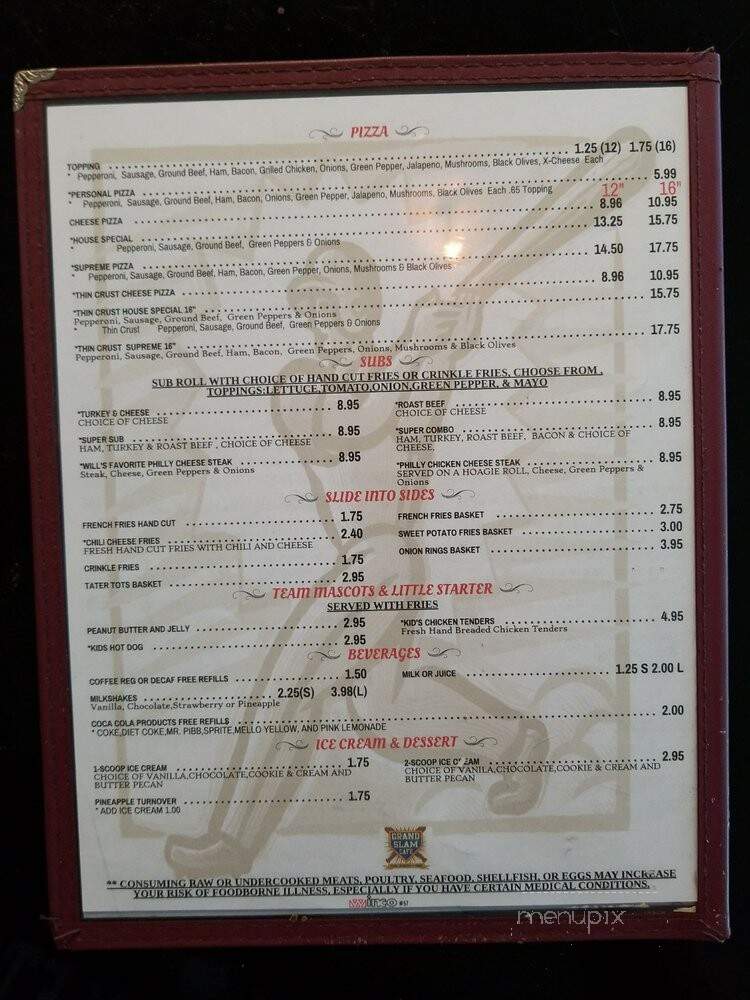 PIZZA
TOPPING 1.25 (12) 1.75 (16)
* Pepperoni, Sausage, Ground Beef, Ham, Bacon, Grilled Chicken, Onions, Green Pepper, Jalapeno, Mushrooms, Black Olives, X-Cheese Each
*PERSONAL PIZZA 5.99
* Pepperoni, Sausage, Ground Beef, Ham, Bacon, Onions, Green Pepper, Jalapeno, Mushrooms, Black Olives Each .65 Topping
12" 16"
CHEESE PIZZA 8.96 10.95
*HOUSE SPECIAL 13.25 15.75
* Pepperoni, Sausage, Ground Beef, Green Peppers & Onions
*SUPREME PIZZA 14.50 17.75
* Pepperoni, Sausage, Ground Beef, Ham, Bacon, Green Pepper, Onions, Mushrooms & Black Olives
*THIN CRUST CHEESE PIZZA 8.96 10.95
*THIN CRUST HOUSE SPECIAL 16" 15.75
Pepperoni, Sausage, Ground Beef, Green Peppers & Onions
* Thin Crust Pepperoni, Sausage, Ground Beef, Green Peppers & Onions
*THIN CRUST SUPREME 16" 17.75
Pepperoni, Sausage, Ground Beef, Ham, Bacon, Green Peppers, Onions, Mushrooms & Black Olives
SUBS
SUB ROLL WITH CHOICE OF HAND CUT FRIES OR CRINKLE FRIES, CHOOSE FROM .
TOPPINGS:LETTUCE,TOMATO,ONION,GREEN PEPPER, & MAYO
*TURKEY & CHEESE 8.95
CHOICE OF CHEESE
*SUPER SUB 8.95
HAM, TURKEY & ROAST BEEF , CHOICE OF CHEESE
*WILL'S FAVORITE PHILLY CHEESE STEAK 8.95
Steak, Cheese, Green Peppers & Onions
*ROAST BEEF 8.95
CHOICE OF CHEESE
*SUPER COMBO 8.95
HAM, TURKEY, ROAST BEEF, BACON & CHOICE OF
CHEESE.
*PHILLY CHICKEN CHEESE STEAK 8.95
SERVED ON A HOAGIE ROLL, Cheese, Green Peppers &
Onions
SLIDE INTO SIDES
FRENCH FRIES HAND CUT 1.75
*CHILI CHEESE FRIES 2.40
FRESH HAND CUT FRIES WITH CHILI AND CHEESE
CRINKLE FRIES 1.75
TATER TOTS BASKET 2.95
FRENCH FRIES BASKET 2.75
SWEET POTATO FRIES BASKET 3.00
ONION RINGS BASKET 3.95
TEAM MASCOTS & LITTLE STARTER
SERVED WITH FRIES
PEANUT BUTTER AND JELLY 2.95
*KIDS HOT DOG 2.95
*KID'S CHICKEN TENDERS 4.95
Fresh Hand Breaded Chicken Tenders
BEVERAGES
COFFEE REG OR DECAF FREE REFILLS 1.50
MILKSHAKES 2.25(S) 3.98(L)
Vanilla, Chocolate,Strawberry or Pineapple
MILK OR JUICE 1.25 S 2.00 L
COCA COLA PRODUCTS FREE REFILLS 2.00
* COKE,DIET COKE,MR. PIBB,SPRITE,MELLO YELLOW, AND PINK LEMONADE
ICE CREAM & DESSERT
1-SCOOP ICE CREAM 1.75
CHOICE OF VANILLA,CHOCOLATE,COOKIE & CREAM AND
BUTTER PECAN
PINEAPPLE TURNOVER 1.75
* ADD ICE CREAM 1.00
2-SCOOP ICE CREAM 2.95
CHOICE OF VANILA,CHOCOLATE,COOKIE & CREAM AND
BUTTER PECAN
GRAND
SLAM
CAFE
** CONSUMING RAW OR UNDERCOOKED MEATS, POULTRY, SEAFOOD, SHELLFISH, OR EGGS MAY INCREASE
YOUR RISK OF FOODBORNE ILLNESS, ESPECIALLY IF YOU HAVE CERTAIN MEDICAL CONDITIONS.
winco #57
menupix